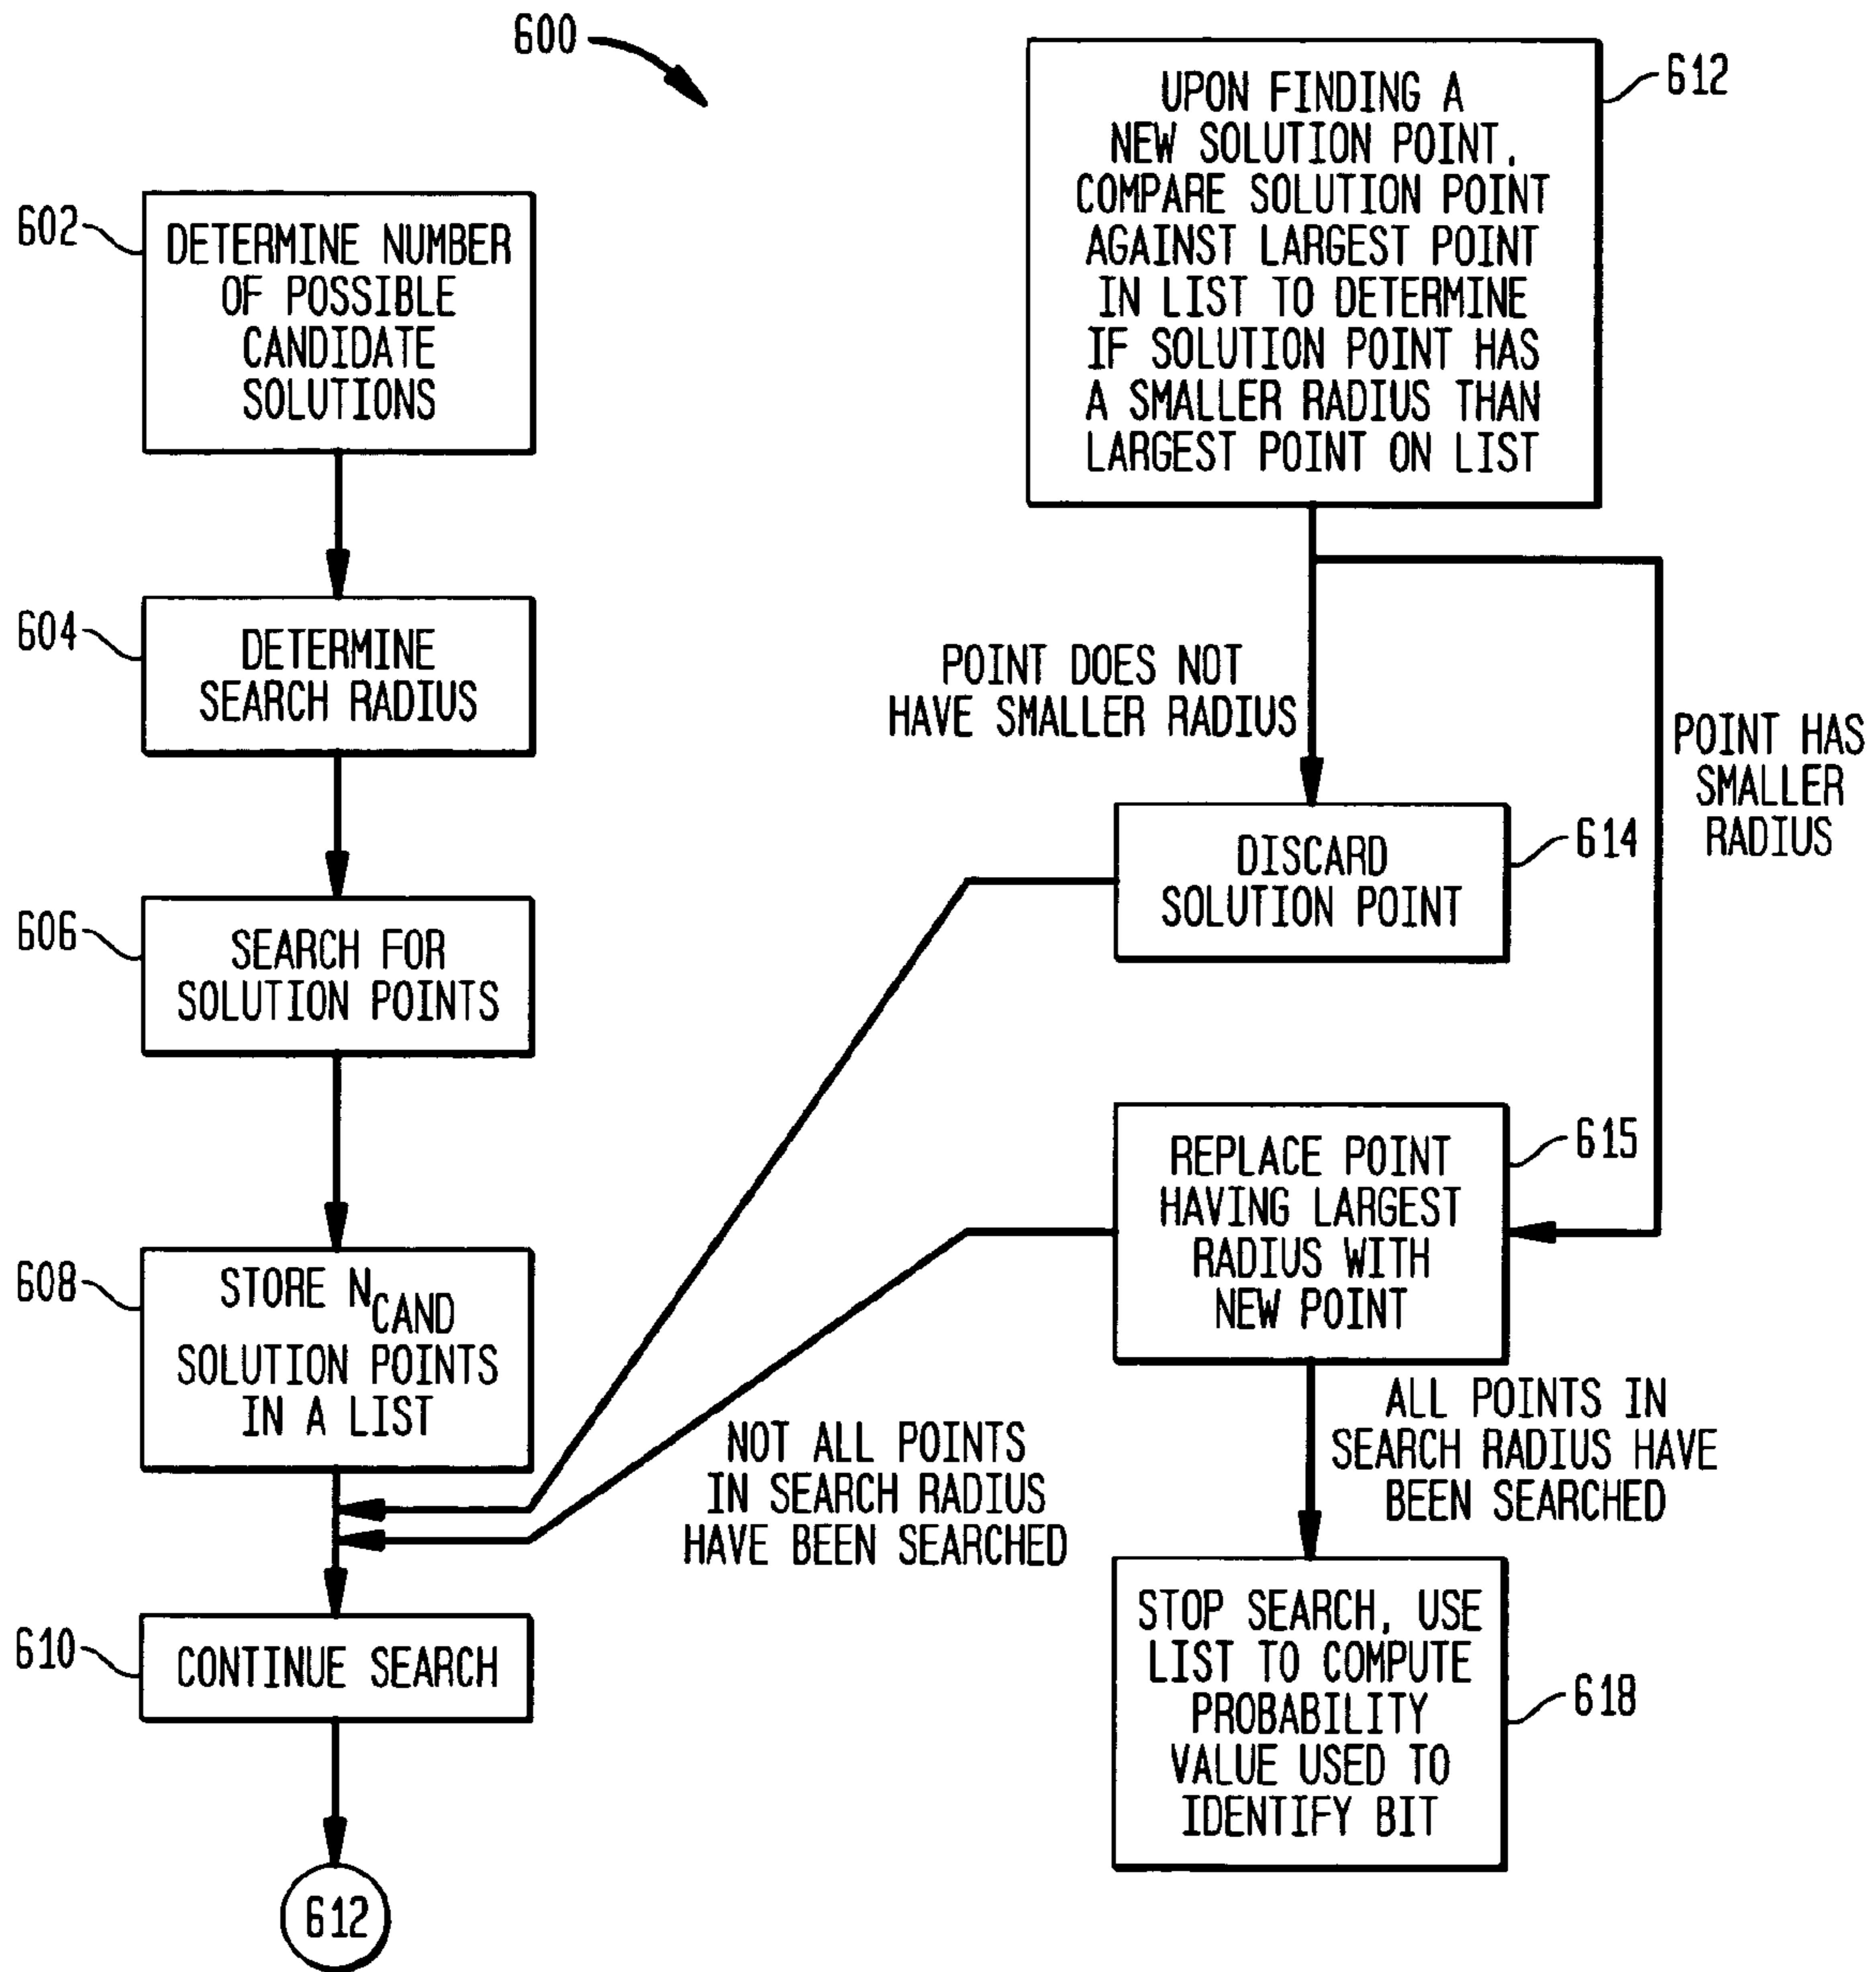 600
602
DETERMINE NUMBER
OF POSSIBLE
CANDIDATE
SOLUTIONS
604
DETERMINE
SEARCH RADIUS
606
SEARCH FOR
SOLUTION POINTS
608
STORE NCAND
SOLUTION POINTS
IN A LIST
610
CONTINUE SEARCH
612
612
UPON FINDING A
NEW SOLUTION POINT,
COMPARE SOLUTION POINT
AGAINST LARGEST POINT
IN LIST TO DETERMINE
IF SOLUTION POINT HAS
A SMALLER RADIUS THAN
LARGEST POINT ON LIST
POINT DOES NOT
HAVE SMALLER RADIUS
POINT HAS
SMALLER
RADIUS
614
DISCARD
SOLUTION POINT
615
REPLACE POINT
HAVING LARGEST
RADIUS WITH
NEW POINT
NOT ALL POINTS
IN SEARCH RADIUS
HAVE BEEN SEARCHED
ALL POINTS IN
SEARCH RADIUS HAVE
BEEN SEARCHED
618
STOP SEARCH, USE
LIST TO COMPUTE
PROBABILITY
VALUE USED TO
IDENTIFY BIT